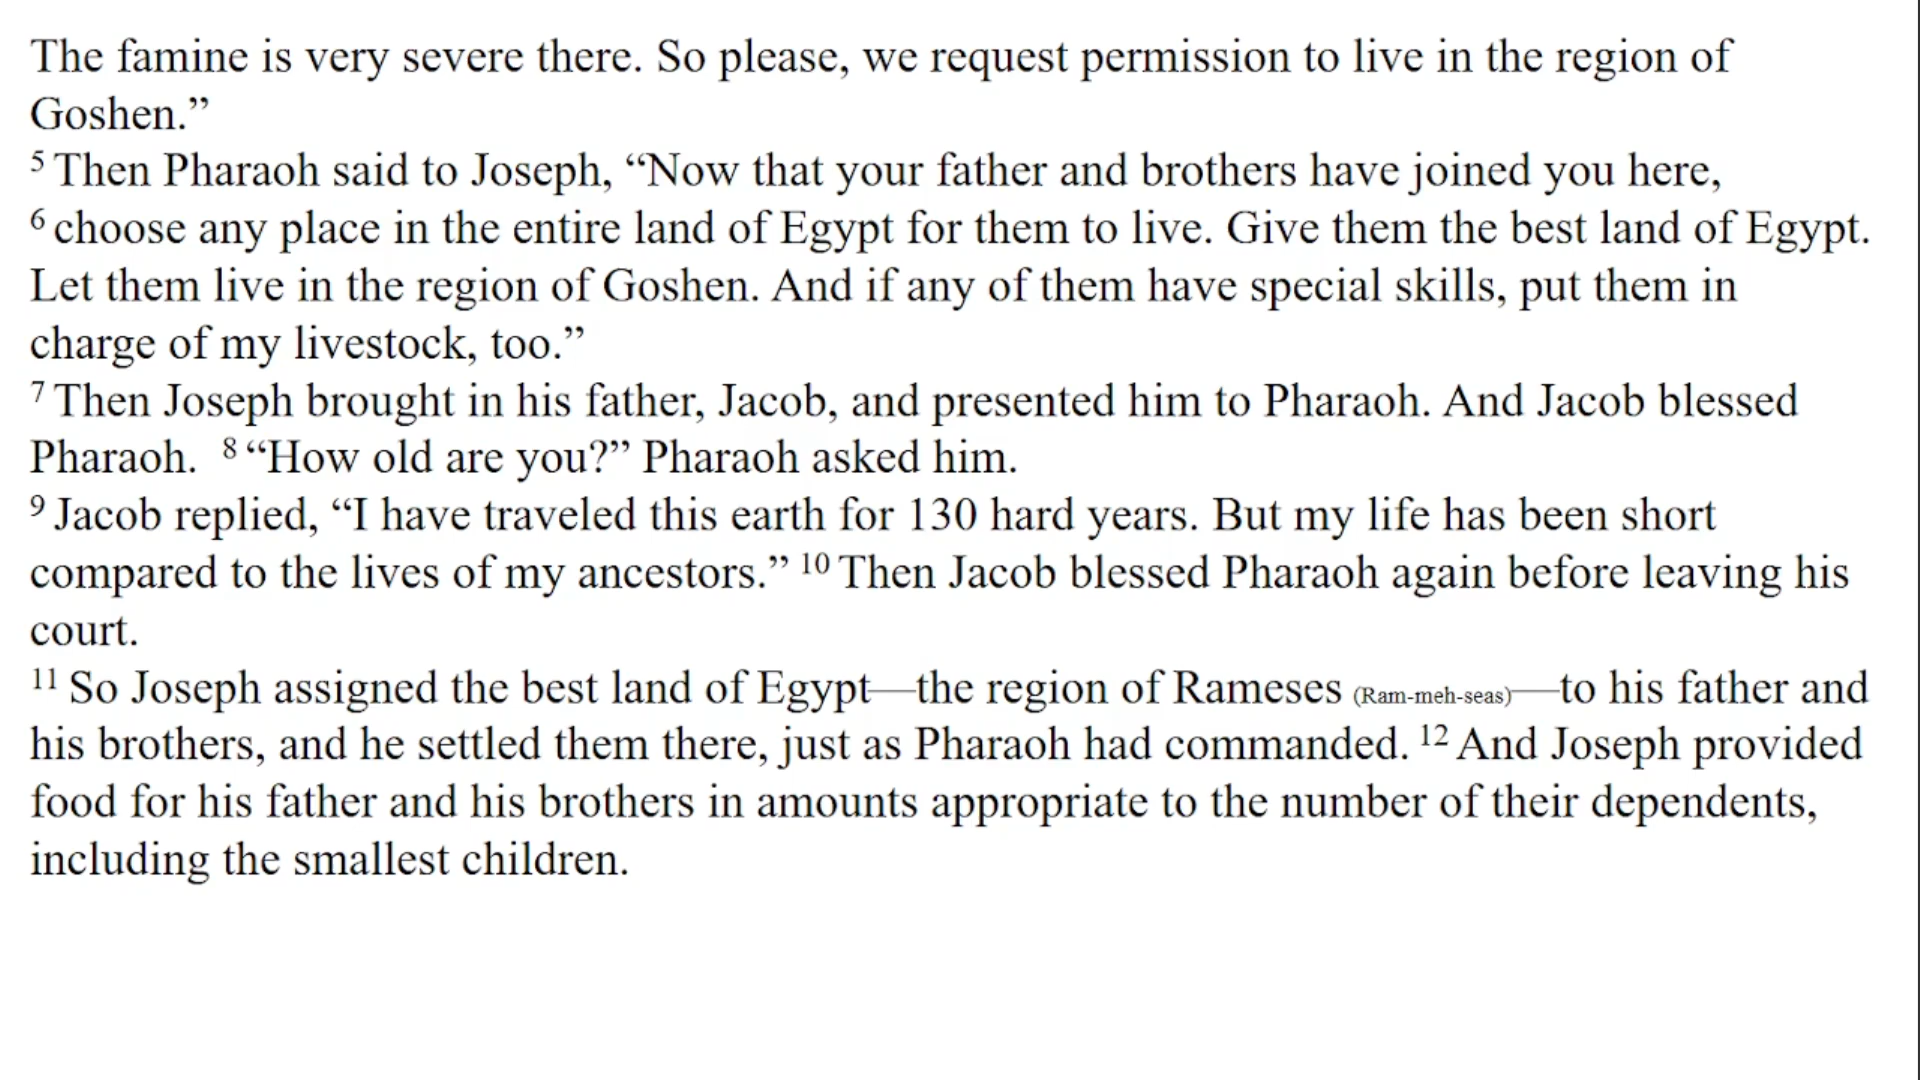 The famine is very severe there. So please, we request permission to live in the region of
Goshen.”
5 Then Pharaoh said to Joseph, “Now that your father and brothers have joined you here,
6 choose any place in the entire land of Egypt for them to live. Give them the best land of Egypt.
Let them live in the region of Goshen. And if any of them have special skills, put them in
charge of my livestock, too.”
7 Then Joseph brought in his father, Jacob, and presented him to Pharaoh. And Jacob blessed
Pharaoh.  8 “How old are you?” Pharaoh asked him.
9 Jacob replied, “I have traveled this earth for 130 hard years. But my life has been short
compared to the lives of my ancestors.” 10 Then Jacob blessed Pharaoh again before leaving his
court.
11 So Joseph assigned the best land of Egypt—the region of Rameses (Ram-meh-seas)—to his father and
his brothers, and he settled them there, just as Pharaoh had commanded. 12 And Joseph provided
food for his father and his brothers in amounts appropriate to the number of their dependents,
including the smallest children.